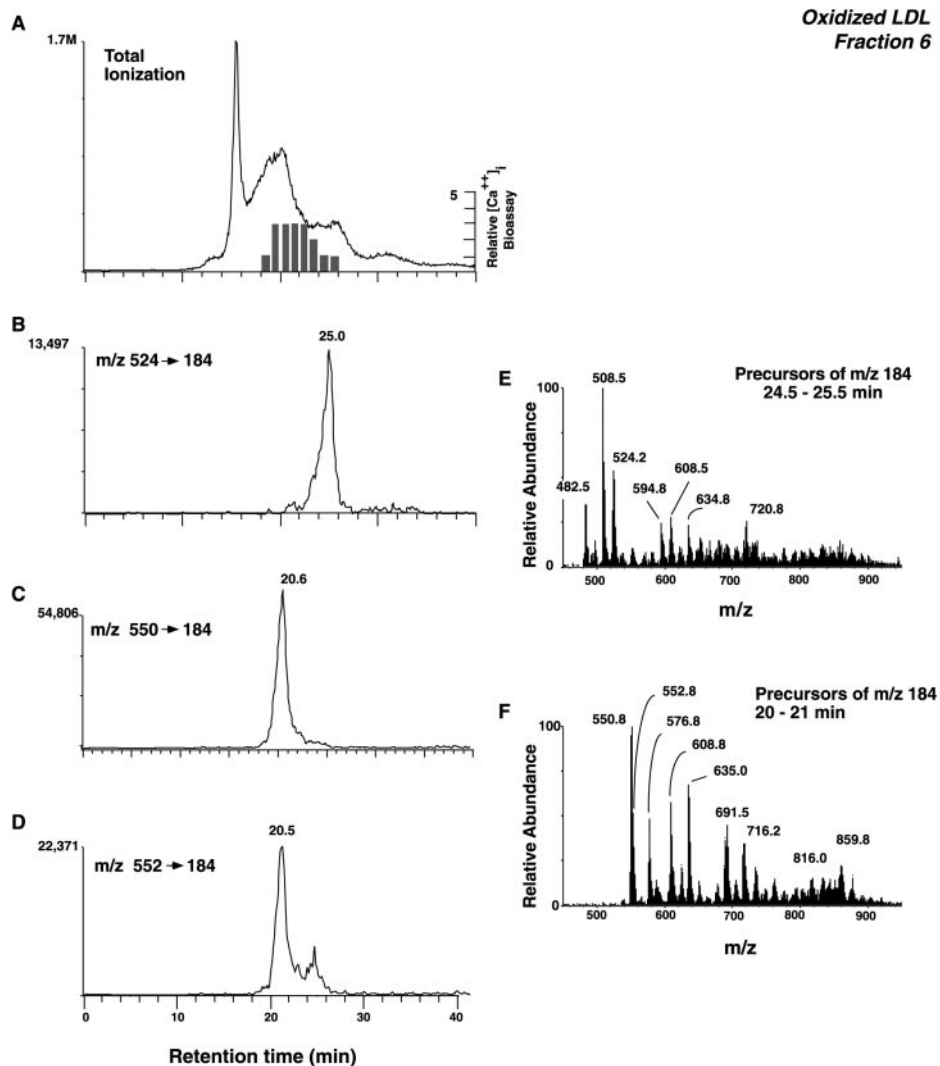 Oxidized LDL
Fraction 6
A
1.7M
Total
Ionization
5
Relative [Ca++]i
Bioassay
B
13,497
m/z 524 → 184
25.0
C
54,806
m/z 550 → 184
20.6
D
22,371
m/z 552 → 184
20.5
0 10 20 30 40
Retention time (min)
E
Precursors of m/z 184
24.5 - 25.5 min
100
508.5
524.2
482.5
594.8
608.5
634.8
720.8
Relative Abundance
0
500 600 700 800 900
m/z
F
Precursors of m/z 184
20 - 21 min
100
550.8
552.8
576.8
608.8
635.0
691.5
716.2
816.0
859.8
Relative Abundance
0
500 600 700 800 900
m/z